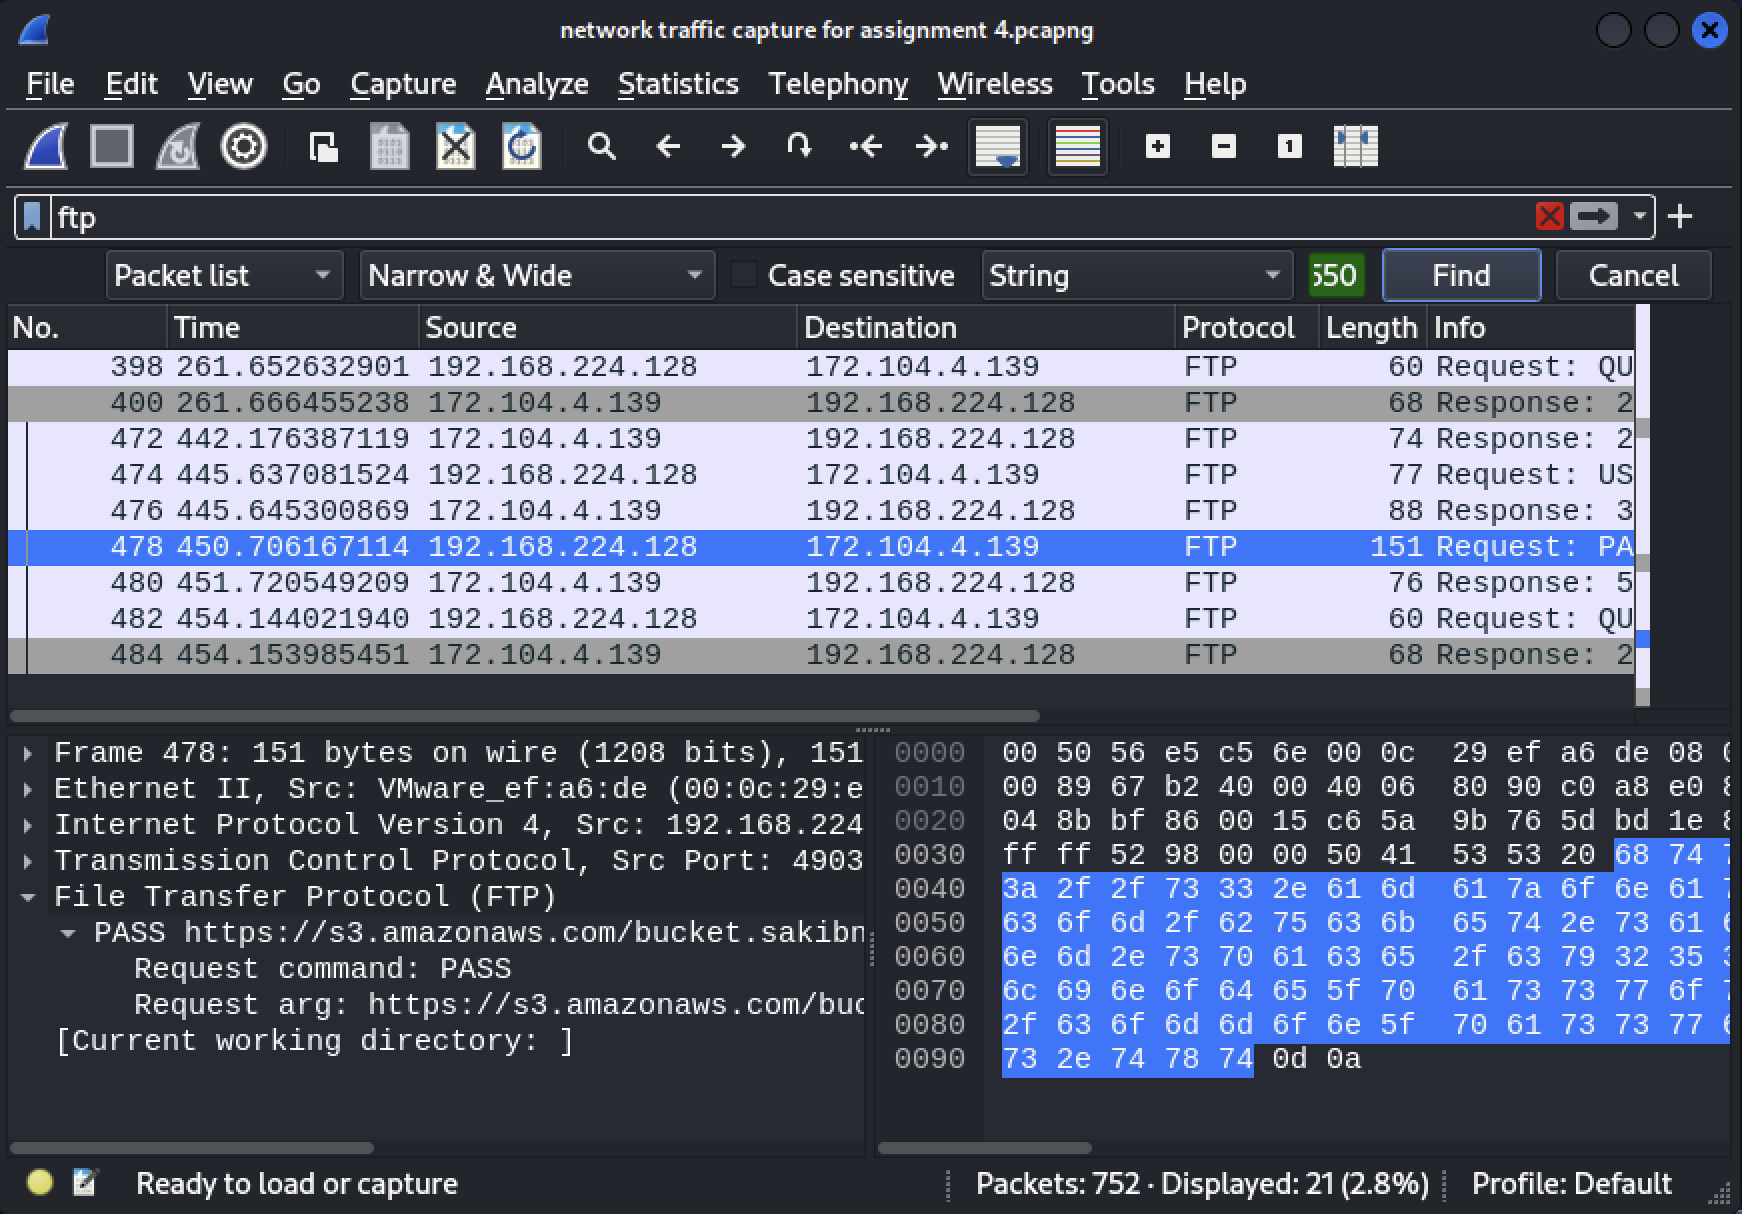 network traffic capture for assignment 4.pcapng
File Edit View Go Capture Analyze Statistics Telephony Wireless Tools Help
ftp
Packet list Narrow & Wide Case sensitive String 550 Find Cancel
No. Time Source Destination Protocol Length Info
398 261.652632901 192.168.224.128 172.104.4.139 FTP 60 Request: QU
400 261.666455238 172.104.4.139 192.168.224.128 FTP 68 Response: 2
472 442.176387119 172.104.4.139 192.168.224.128 FTP 74 Response: 2
474 445.637081524 192.168.224.128 172.104.4.139 FTP 77 Request: US
476 445.645300869 172.104.4.139 192.168.224.128 FTP 88 Response: 3
478 450.706167114 192.168.224.128 172.104.4.139 FTP 151 Request: PA
480 451.720549209 172.104.4.139 192.168.224.128 FTP 76 Response: 5
482 454.144021940 192.168.224.128 172.104.4.139 FTP 60 Request: QU
484 454.153985451 172.104.4.139 192.168.224.128 FTP 68 Response: 2
Frame 478: 151 bytes on wire (1208 bits), 151
Ethernet II, Src: VMware_ef:a6:de (00:0c:29:e
Internet Protocol Version 4, Src: 192.168.224
Transmission Control Protocol, Src Port: 4903
File Transfer Protocol (FTP)
PASS https://s3.amazonaws.com/bucket.sakibn
Request command: PASS
Request arg: https://s3.amazonaws.com/buc
[Current working directory: ]
0000 00 50 56 e5 c5 6e 00 0c 29 ef a6 de 08
0010 00 89 67 b2 40 00 40 06 80 90 c0 a8 e0
0020 04 8b bf 86 00 15 c6 5a 9b 76 5d bd 1e
0030 ff ff 52 98 00 00 50 41 53 53 20 68 74
0040 3a 2f 2f 73 33 2e 61 6d 61 7a 6f 6e 61
0050 63 6f 6d 2f 62 75 63 6b 65 74 2e 73 61
0060 6e 6d 2e 73 70 61 63 65 2f 63 79 32 35
0070 6c 69 6e 6f 64 65 5f 70 61 73 73 77 6f
0080 2f 63 6f 6d 6d 6f 6e 5f 70 61 73 73 77
0090 73 2e 74 78 74 0d 0a
Ready to load or capture
Packets: 752 · Displayed: 21 (2.8%)
Profile: Default